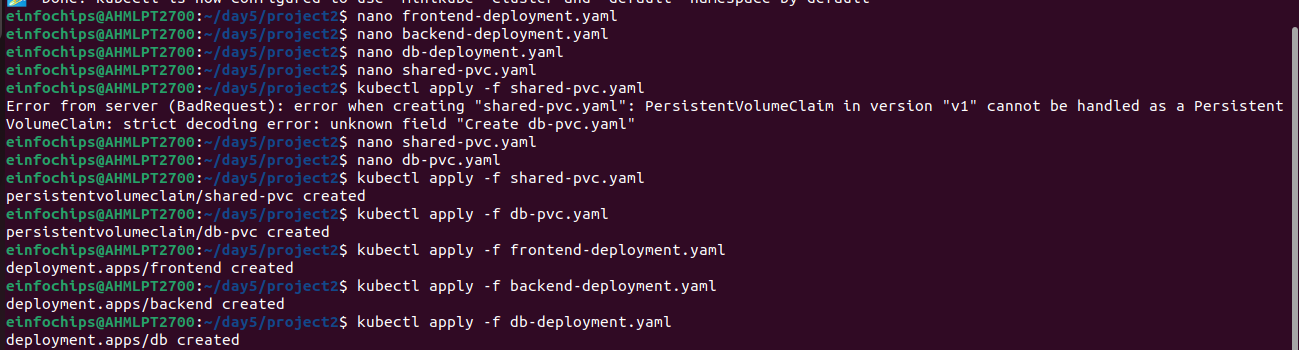 Done! kubectl is now configured to use "minikube" cluster and "default" namespace by default
einfochips@AHMLPT2700:~/day5/project2$ nano frontend-deployment.yaml
einfochips@AHMLPT2700:~/day5/project2$ nano backend-deployment.yaml
einfochips@AHMLPT2700:~/day5/project2$ nano db-deployment.yaml
einfochips@AHMLPT2700:~/day5/project2$ nano shared-pvc.yaml
einfochips@AHMLPT2700:~/day5/project2$ kubectl apply -f shared-pvc.yaml
Error from server (BadRequest): error when creating "shared-pvc.yaml": PersistentVolumeClaim in version "v1" cannot be handled as a Persistent
VolumeClaim: strict decoding error: unknown field "Create db-pvc.yaml"
einfochips@AHMLPT2700:~/day5/project2$ nano shared-pvc.yaml
einfochips@AHMLPT2700:~/day5/project2$ nano db-pvc.yaml
einfochips@AHMLPT2700:~/day5/project2$ kubectl apply -f shared-pvc.yaml
persistentvolumeclaim/shared-pvc created
einfochips@AHMLPT2700:~/day5/project2$ kubectl apply -f db-pvc.yaml
persistentvolumeclaim/db-pvc created
einfochips@AHMLPT2700:~/day5/project2$ kubectl apply -f frontend-deployment.yaml
deployment.apps/frontend created
einfochips@AHMLPT2700:~/day5/project2$ kubectl apply -f backend-deployment.yaml
deployment.apps/backend created
einfochips@AHMLPT2700:~/day5/project2$ kubectl apply -f db-deployment.yaml
deployment.apps/db created